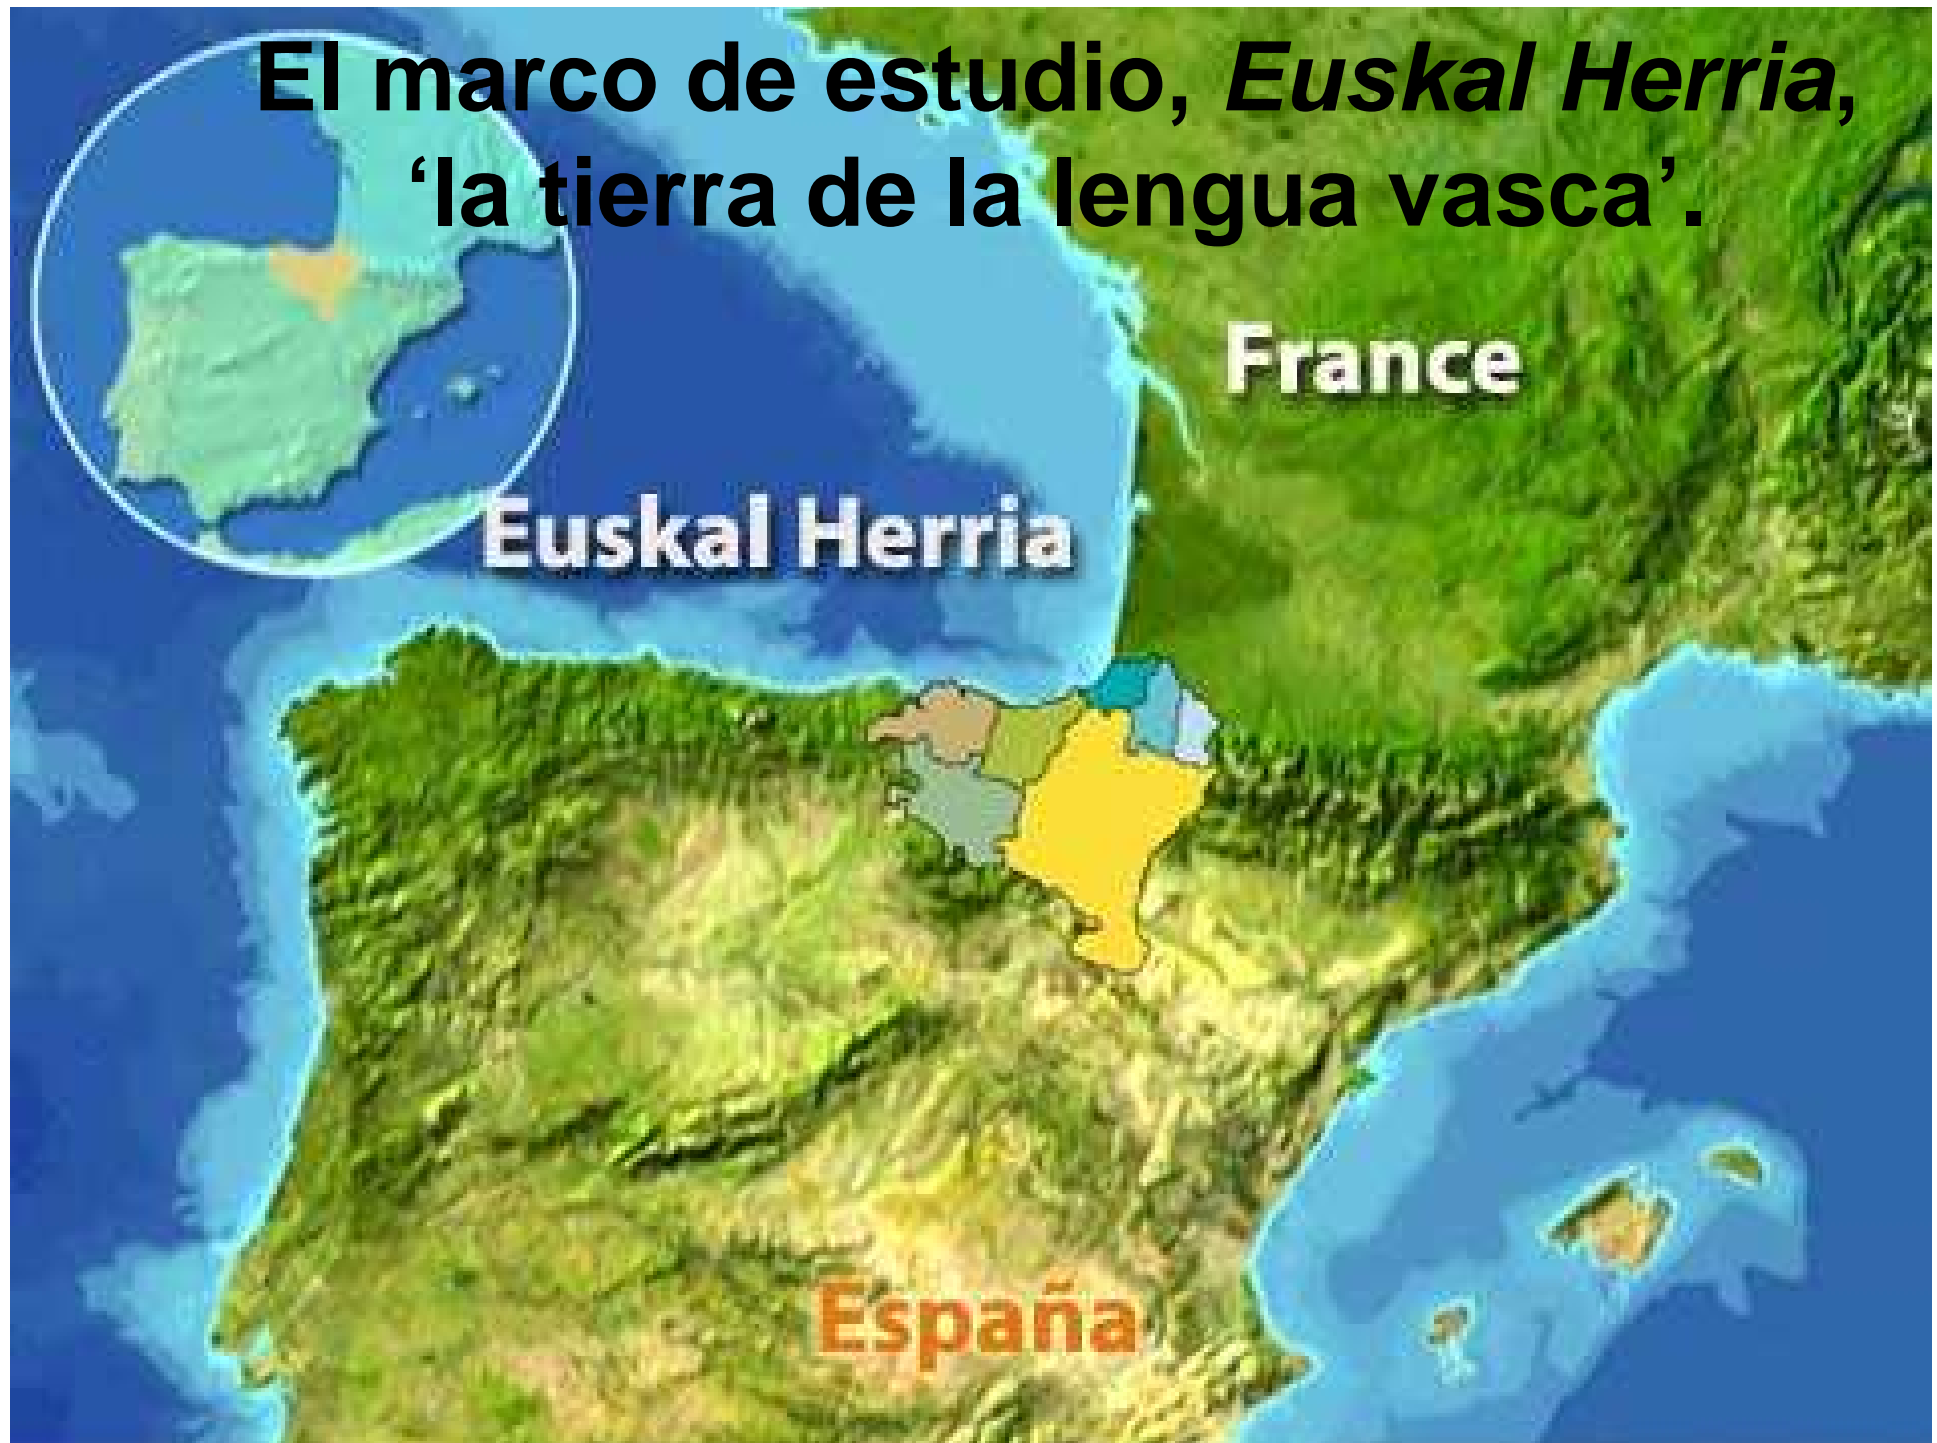 El marco de estudio, Euskal Herria,
‘la tierra de la lengua vasca’.
France
Euskal Herria
España